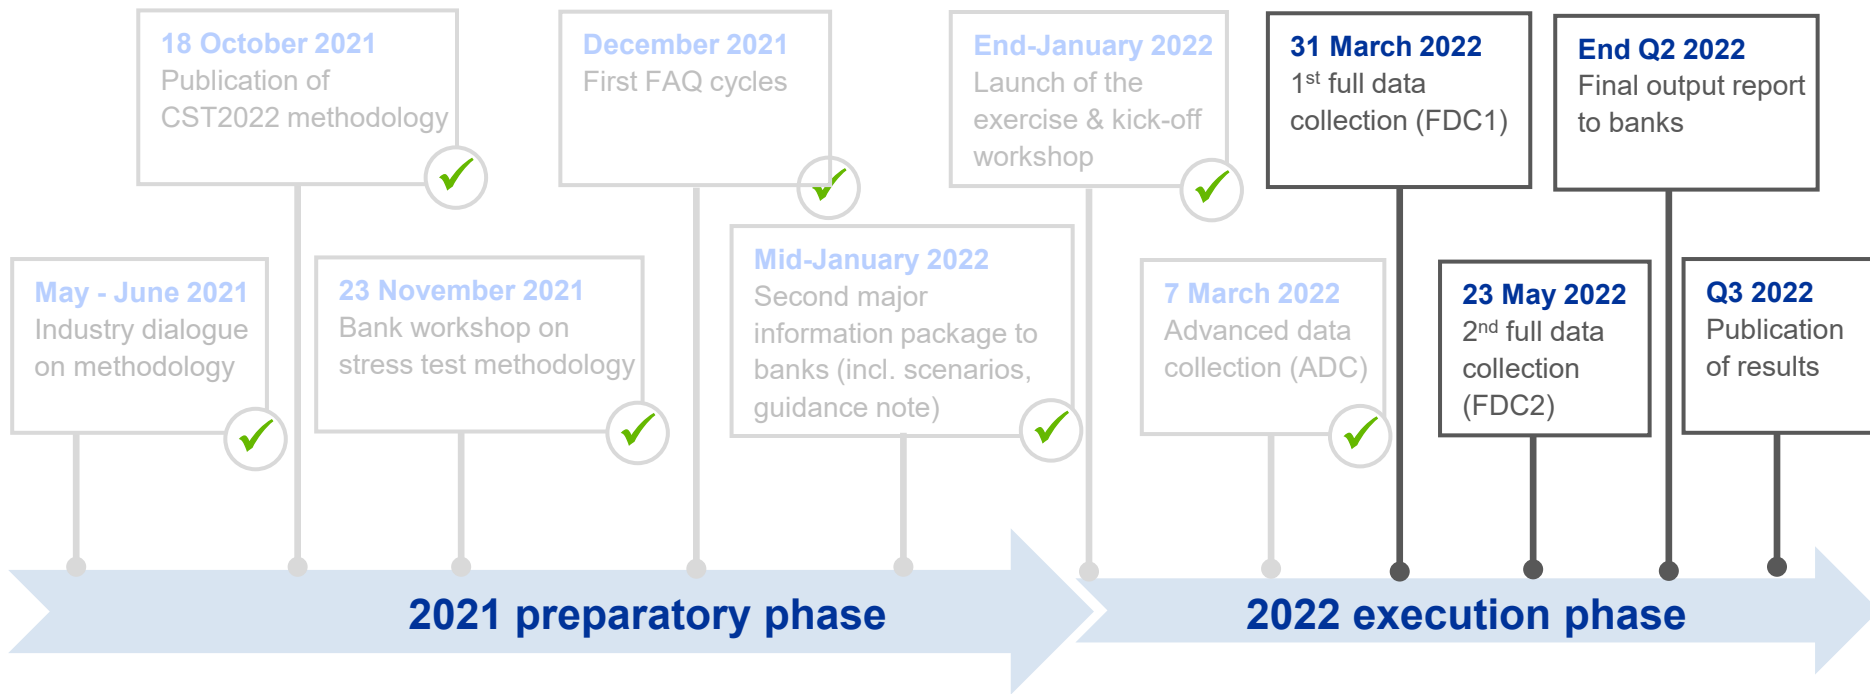 18 October 2021
Publication of
CST2022 methodology
December 2021
First FAQ cycles
End-January 2022
Launch of the
exercise & kick-off
workshop
31 March 2022
1st full data
collection (FDC1)
End Q2 2022
Final output report
to banks
May - June 2021
Industry dialogue
on methodology
23 November 2021
Bank workshop on
stress test methodology
Mid-January 2022
Second major
information package to
banks (incl. scenarios,
guidance note)
7 March 2022
Advanced data
collection (ADC)
23 May 2022
2nd full data
collection
(FDC2)
Q3 2022
Publication
of results
2021 preparatory phase
2022 execution phase